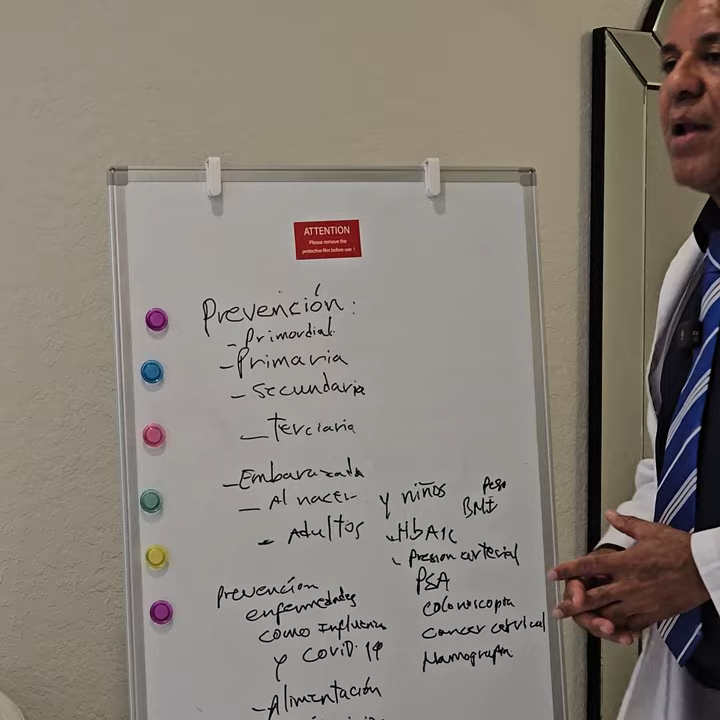 ATTENTION
Please remove the
protective film before use !
Prevención:
- Primordial
- Primaria
- Secundaria
- Terciaria
- Embarazada
- Al nacer y niños
- Adultos
Peso
BMI
- HbA1c
- Presion arterial
PSA
colonoscopia
cancer cervical
Mamografia
Prevención
enfermedades
como Influenza
y COVID.19
- Alimentación